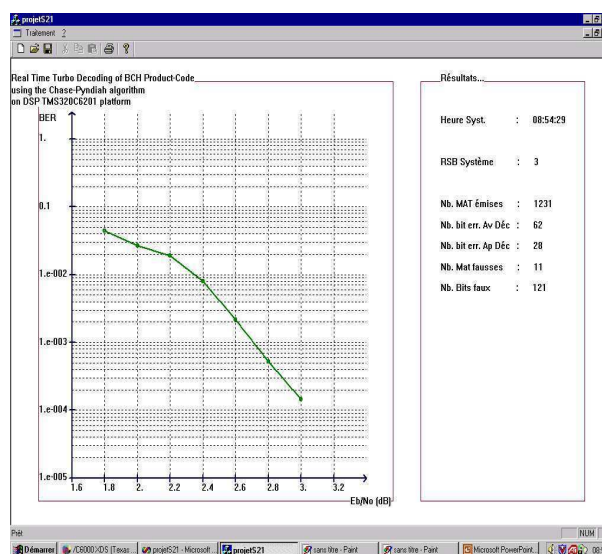 projetS21
Traitement ?
Real Time Turbo Decoding of BCH Product-Code
using the Chase-Pyndiah algorithm
on DSP TMS320C6201 platform
BER
1.
0.1
1.e-002
1.e-003
1.e-004
1.e-005
1.6 1.8 2. 2.2 2.4 2.6 2.8 3. 3.2
Eb/No (dB)
Résultats...
Heure Syst. : 08:54:29
RSB Système : 3
Nb. MAT émises : 1231
Nb. bit err. Av Déc : 62
Nb. bit err. Ap Déc : 28
Nb. Mat fausses : 11
Nb. Bits faux : 121
Prêt
NUM
Démarrer /C6000XDS (Texas ... projetS21 - Microsoft... projetS21 sans titre - Paint sans titre - Paint Microsoft PowerPoint...